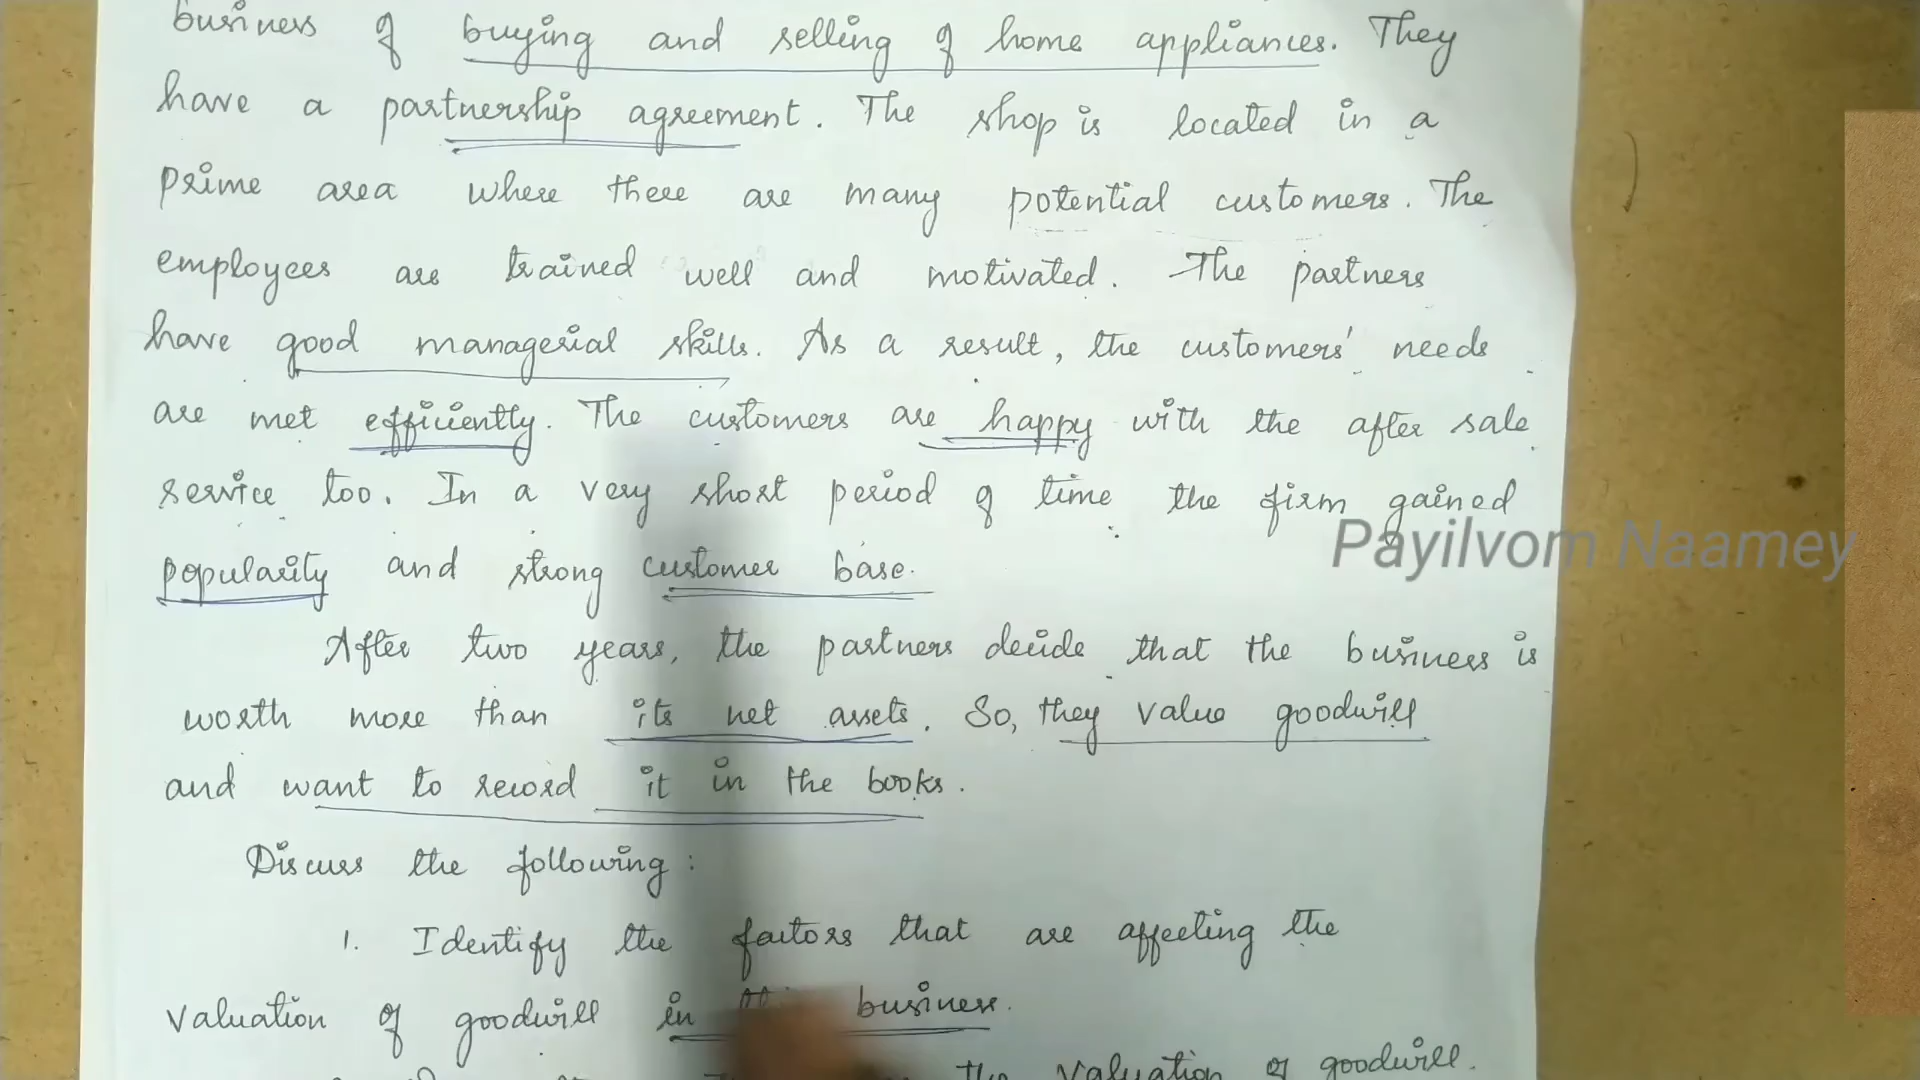 business of buying and selling of home appliances. They
have a partnership agreement. The shop is located in a
prime area where there are many potential customers. The
employees are trained well and motivated. The partners
have good managerial skills. As a result, the customers' needs
are met efficiently. The customers are happy with the after sale
service too. In a very short period of time the firm gained
Payilvom Naamey
popularity and strong customer base.
After two years, the partners decide that the business is
worth more than its net assets. So, they value goodwill
and want to record it in the books.
Discuss the following:
1. Identify the factors that are affecting the
valuation of goodwill in business.
the valuation of goodwill.